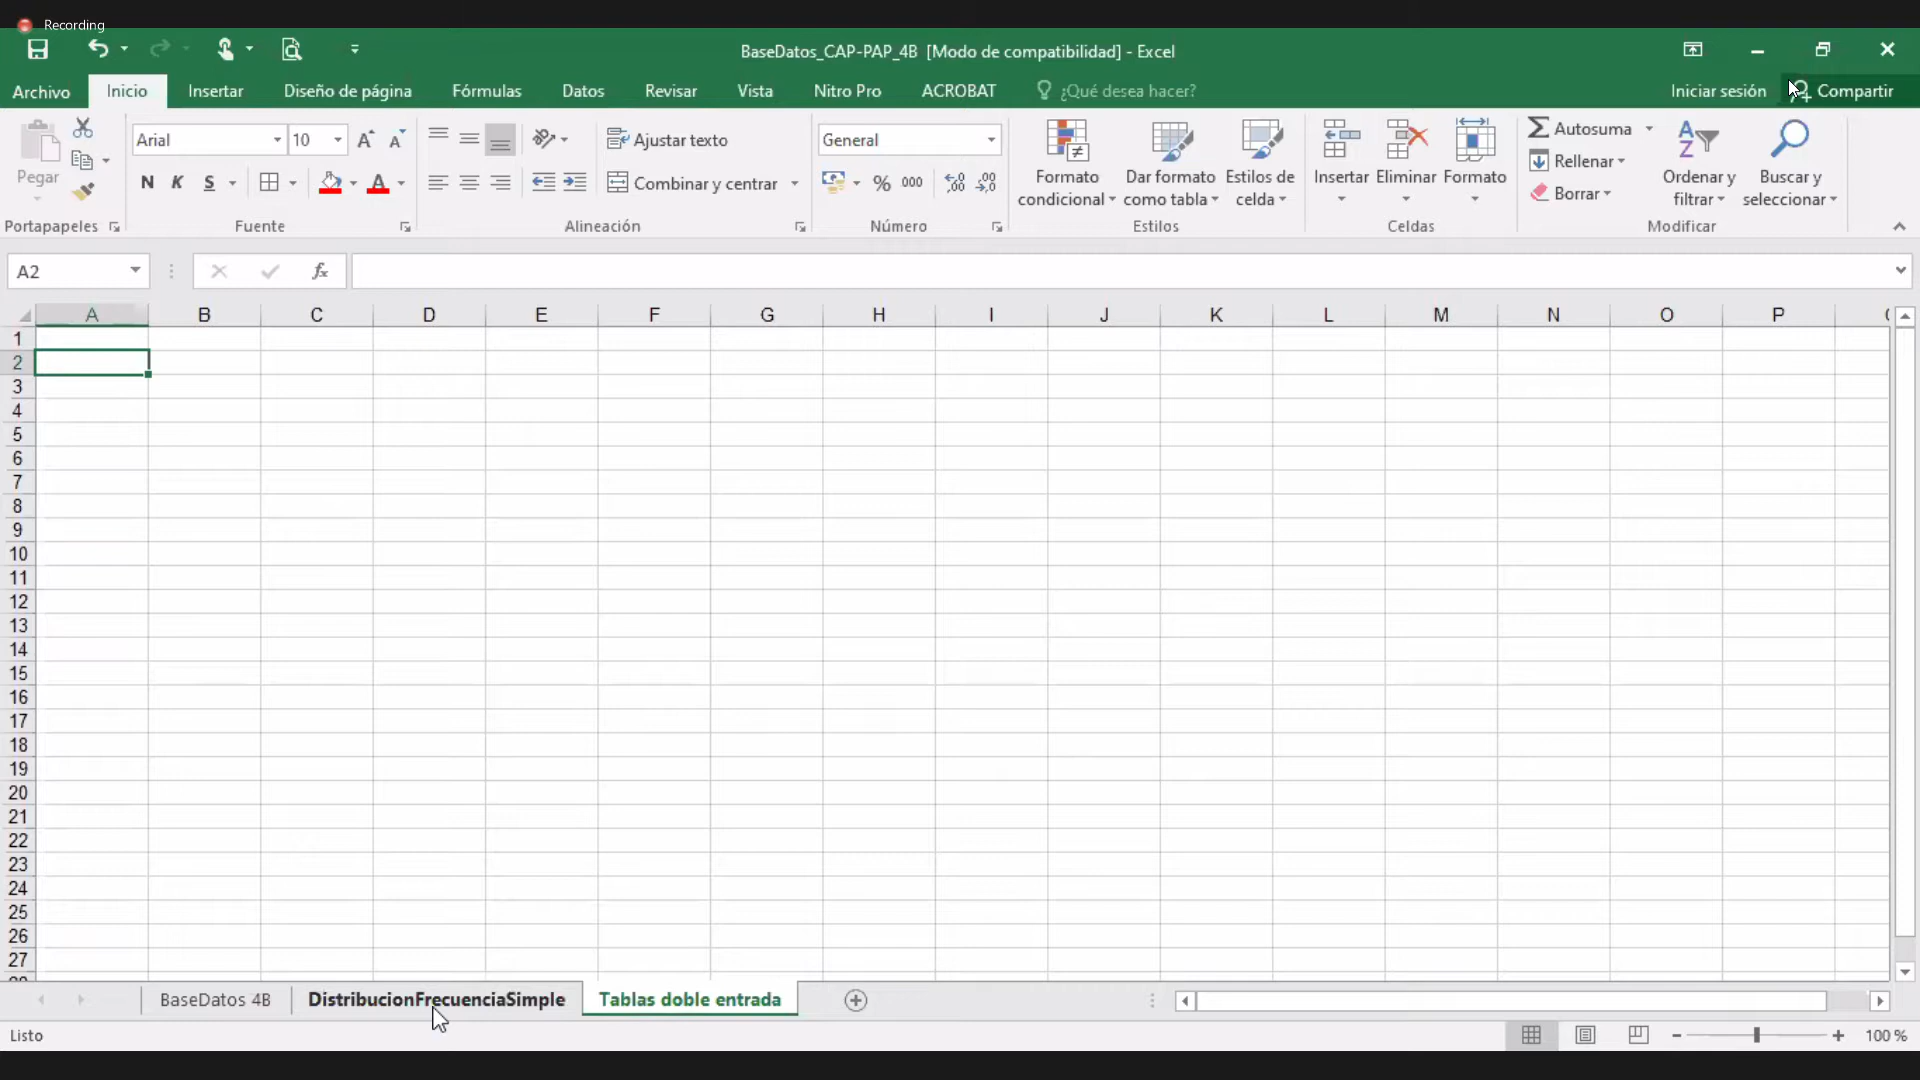 Recording
BaseDatos_CAP-PAP_4B [Modo de compatibilidad] - Excel
Archivo Inicio Insertar Diseño de página Fórmulas Datos Revisar Vista Nitro Pro ACROBAT ¿Qué desea hacer? Iniciar sesión Compartir
Pegar
Portapapeles
Arial 10
N K S A
Fuente
Ajustar texto
Combinar y centrar
Alineación
General
% 000
Número
Formato condicional
Dar formato como tabla
Estilos de celda
Estilos
Insertar Eliminar Formato
Celdas
Autosuma
Rellenar
Borrar
Ordenar y filtrar
Buscar y seleccionar
Modificar
A2 fx
A B C D E F G H I J K L M N O P
1
2
3
4
5
6
7
8
9
10
11
12
13
14
15
16
17
18
19
20
21
22
23
24
25
26
27
BaseDatos 4B DistribucionFrecuenciaSimple Tablas doble entrada
Listo 100 %